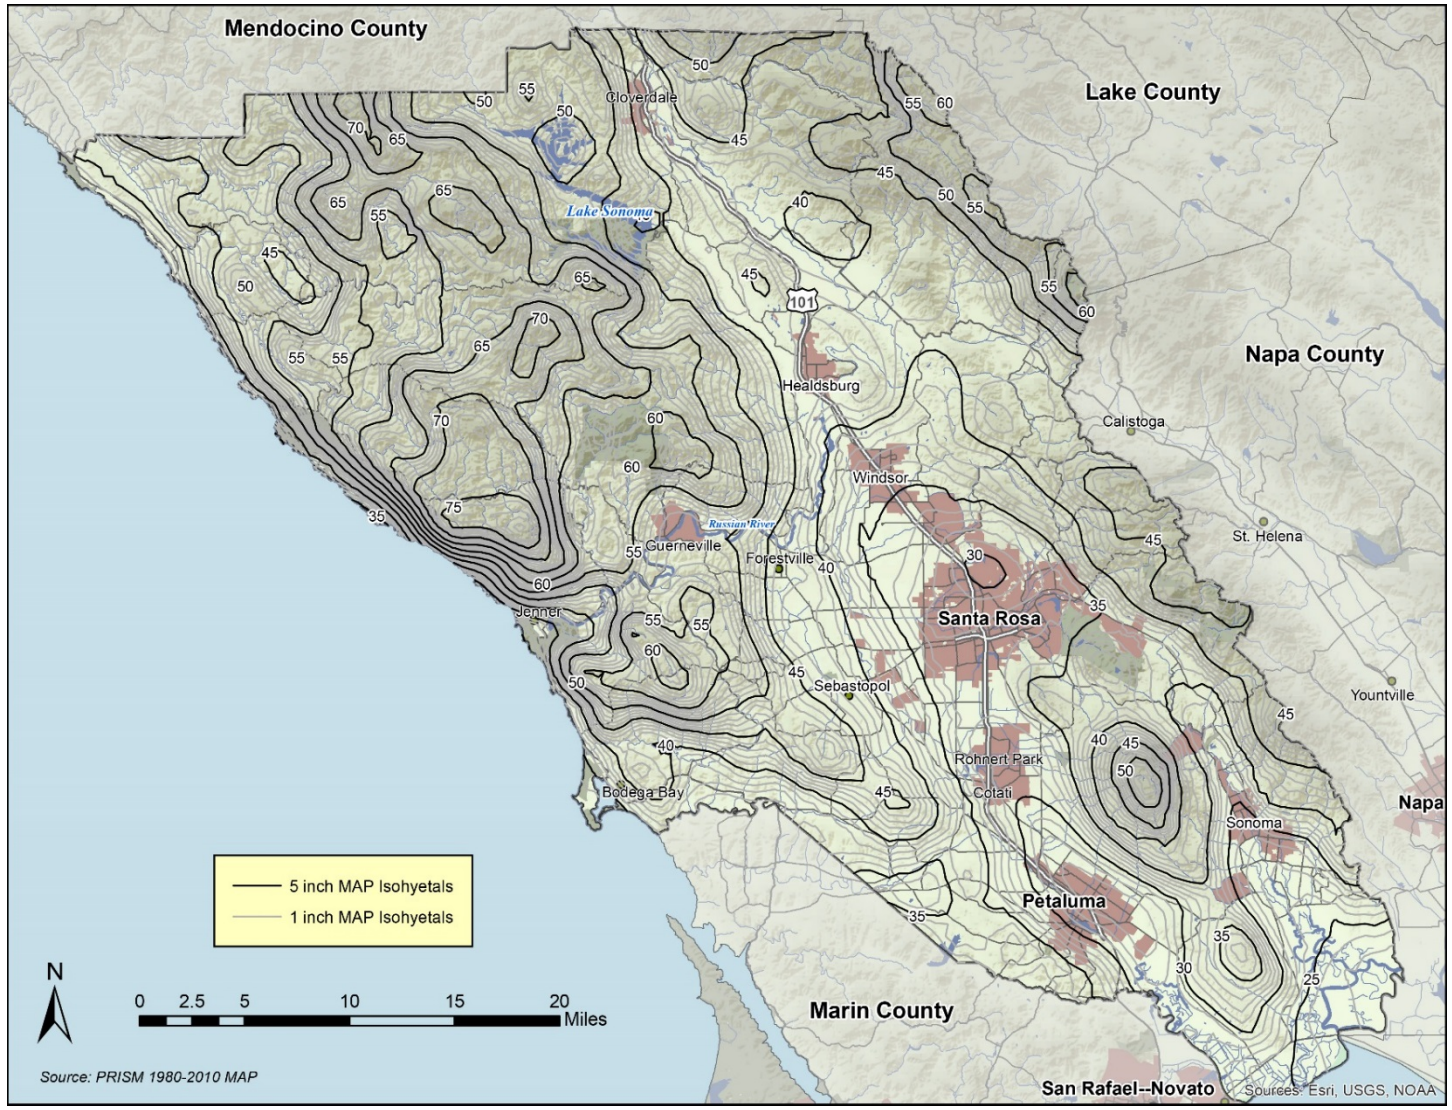 Mendocino County
Lake County
Napa County
Marin County
Cloverdale
Lake Sonoma
101
Healdsburg
Calistoga
Windsor
St. Helena
Russian River
Guerneville
Forestville
Jenner
Santa Rosa
Sebastopol
Yountville
Rohnert Park
Cotati
Bodega Bay
Sonoma
Napa
Petaluma
San Rafael--Novato
50
55
50
50
45
55
60
70
65
45
50
55
65
65
55
40
45
50
65
45
55
60
70
65
55
55
70
60
60
75
35
55
60
40
45
30
35
55
55
60
50
45
45
40
45
50
40
45
35
35
30
25
5 inch MAP Isohyetals
1 inch MAP Isohyetals
N
0 2.5 5 10 15 20
Miles
Source: PRISM 1980-2010 MAP
Sources: Esri, USGS, NOAA